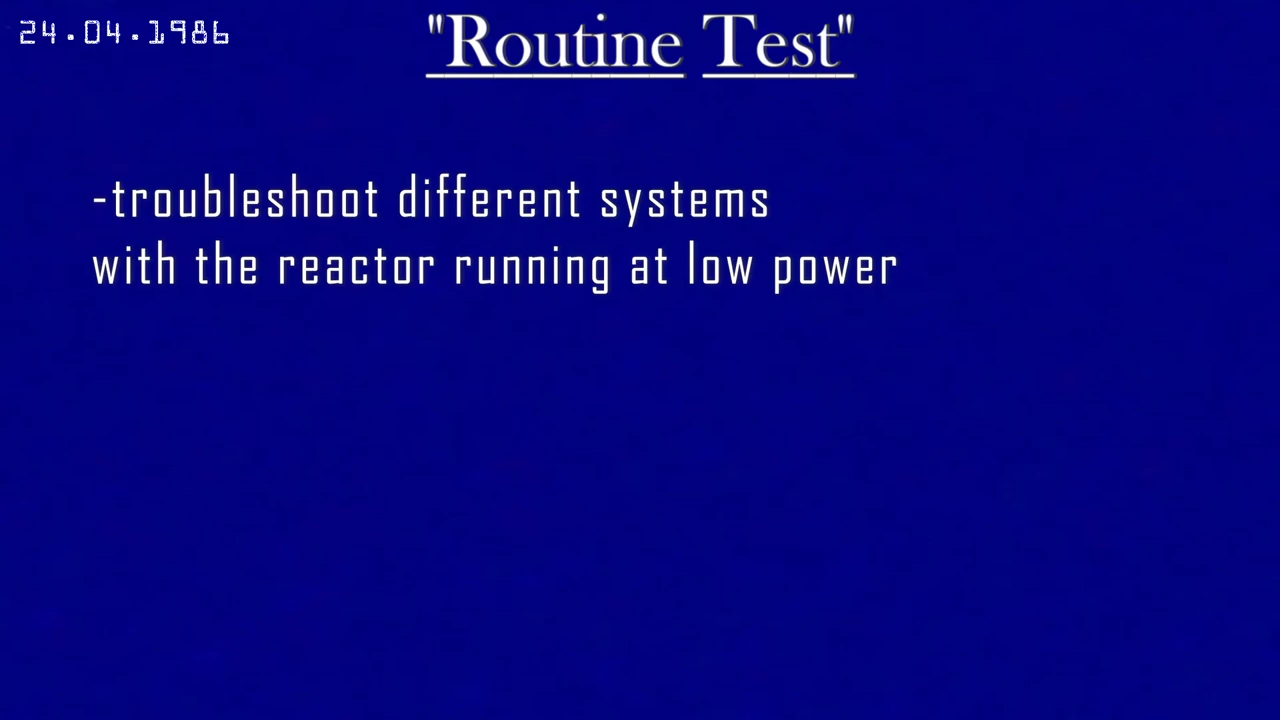 24.04.1986
"Routine Test"
-troubleshoot different systems
with the reactor running at low power